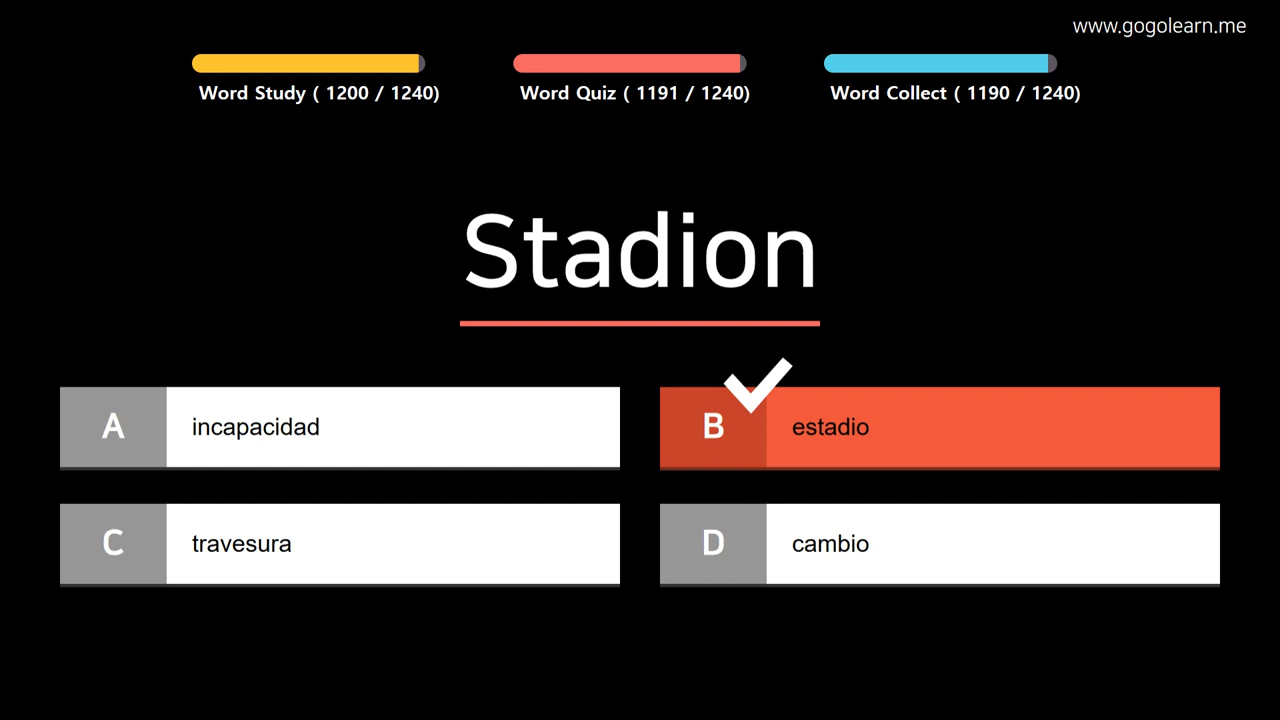 www.gogolearn.me
Word Study ( 1200 / 1240)
Word Quiz ( 1191 / 1240)
Word Collect ( 1190 / 1240)
Stadion
A incapacidad
B estadio
C travesura
D cambio